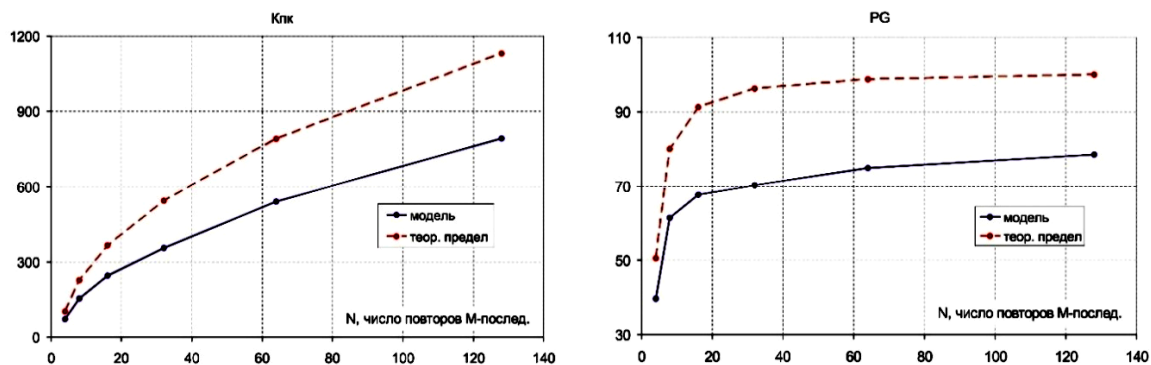 Кпк
1200
900
600
300
0
модель
теор. предел
N, число повторов М-послед.
0 20 40 60 80 100 120 140
PG
110
90
70
50
30
модель
теор. предел
N, число повторов М-послед.
0 20 40 60 80 100 120 140